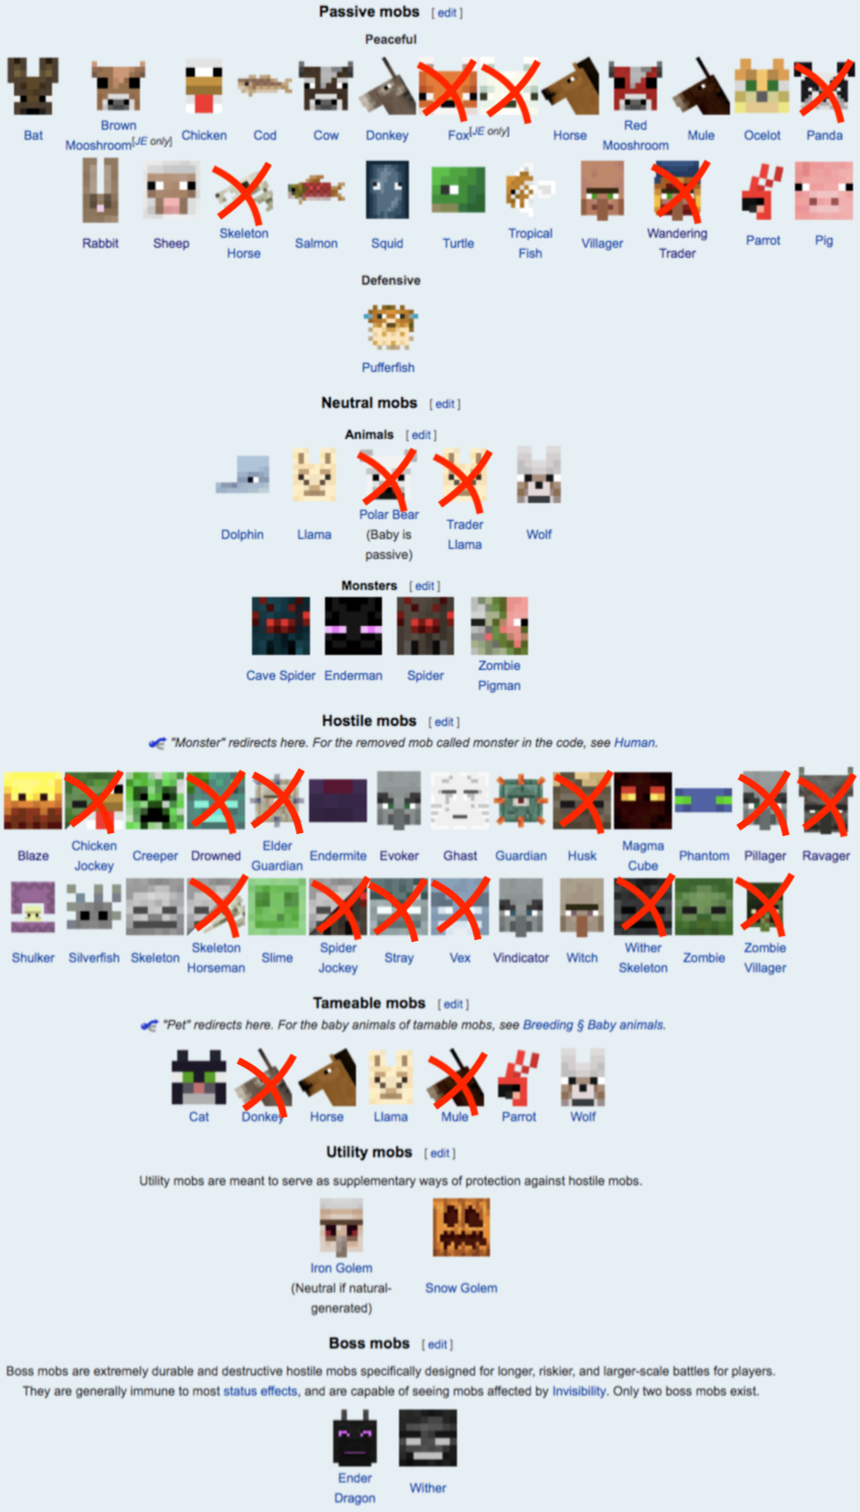 Passive mobs [ edit ]
Peaceful
Bat Brown Mooshroom[JE only] Chicken Cod Cow Donkey Fox[JE only] Horse Red Mooshroom Mule Ocelot Panda
Rabbit Sheep Skeleton Horse Salmon Squid Turtle Tropical Fish Villager Wandering Trader Parrot Pig
Defensive
Pufferfish
Neutral mobs [ edit ]
Animals [ edit ]
Dolphin Llama Polar Bear (Baby is passive) Trader Llama Wolf
Monsters [ edit ]
Cave Spider Enderman Spider Zombie Pigman
Hostile mobs [ edit ]
"Monster" redirects here. For the removed mob called monster in the code, see Human.
Blaze Chicken Jockey Creeper Drowned Elder Guardian Endermite Evoker Ghast Guardian Husk Magma Cube Phantom Pillager Ravager
Shulker Silverfish Skeleton Skeleton Horseman Slime Spider Jockey Stray Vex Vindicator Witch Wither Skeleton Zombie Zombie Villager
Tameable mobs [ edit ]
"Pet" redirects here. For the baby animals of tamable mobs, see Breeding § Baby animals.
Cat Donkey Horse Llama Mule Parrot Wolf
Utility mobs [ edit ]
Utility mobs are meant to serve as supplementary ways of protection against hostile mobs.
Iron Golem (Neutral if natural-generated) Snow Golem
Boss mobs [ edit ]
Boss mobs are extremely durable and destructive hostile mobs specifically designed for longer, riskier, and larger-scale battles for players.
They are generally immune to most status effects, and are capable of seeing mobs affected by Invisibility. Only two boss mobs exist.
Ender Dragon Wither